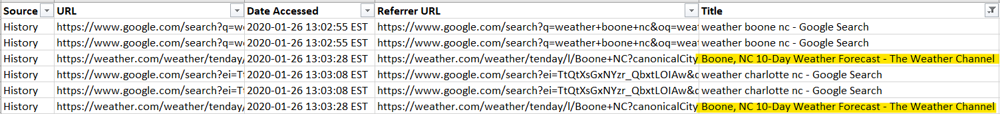 Source URL Date Accessed Referrer URL Title
History https://www.google.com/search?q=we 2020-01-26 13:02:55 EST https://www.google.com/search?q=weather+boone+nc&oq=weat weather boone nc - Google Search
History https://www.google.com/search?q=we 2020-01-26 13:02:55 EST https://www.google.com/search?q=weather+boone+nc&oq=weat weather boone nc - Google Search
History https://weather.com/weather/tenday/ 2020-01-26 13:03:28 EST https://weather.com/weather/tenday/l/Boone+NC?canonicalCity Boone, NC 10-Day Weather Forecast - The Weather Channel
History https://www.google.com/search?ei=Tt 2020-01-26 13:03:08 EST https://www.google.com/search?ei=TtQtXsGxNYzr_QbxtLOIAw&q weather charlotte nc - Google Search
History https://www.google.com/search?ei=Tt 2020-01-26 13:03:08 EST https://www.google.com/search?ei=TtQtXsGxNYzr_QbxtLOIAw&q weather charlotte nc - Google Search
History https://weather.com/weather/tenday/ 2020-01-26 13:03:28 EST https://weather.com/weather/tenday/l/Boone+NC?canonicalCity Boone, NC 10-Day Weather Forecast - The Weather Channel